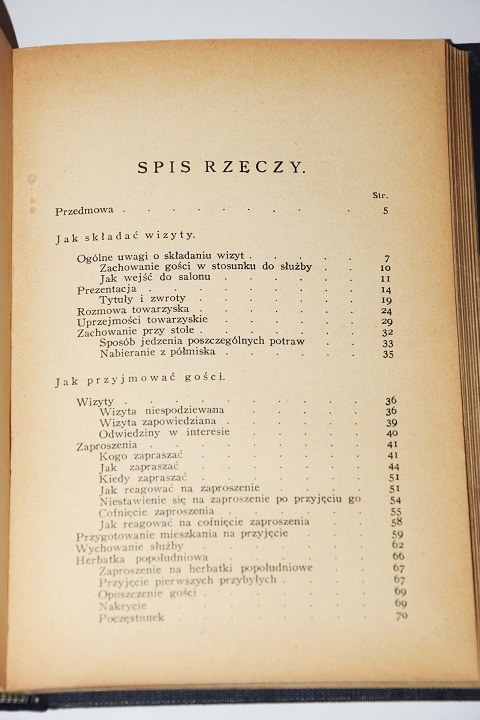 SPIS RZECZY.
Str.
Przedmowa . . . . . . . . 5
Jak składać wizyty.
Ogólne uwagi o składaniu wizyt . . . . . 7
Zachowanie gości w stosunku do służby . . 10
Jak wejść do salonu . . . . . . 11
Prezentacja . . . . . . . . 14
Tytuły i zwroty . . . . . . . 19
Rozmowa towarzyska . . . . . . 24
Uprzejmości towarzyskie . . . . . . 29
Zachowanie przy stole . . . . . . 32
Sposób jedzenia poszczególnych potraw . . 33
Nabieranie z półmiska . . . . . . 35
Jak przyjmować gości.
Wizyty . . . . . . . . . 36
Wizyta niespodziewana . . . . . 36
Wizyta zapowiedziana . . . . . . 39
Odwiedziny w interesie . . . . . 40
Zaproszenia . . . . . . . . 41
Kogo zapraszać . . . . . . . 41
Jak zapraszać . . . . . . . 44
Kiedy zapraszać . . . . . . . 51
Jak reagować na zaproszenie . . . . 51
Niestawienie się na zaproszenie po przyjęciu go 54
Cofnięcie zaproszenia . . . . . . 55
Jak reagować na cofnięcie zaproszenia . . 58
Przygotowanie mieszkania na przyjęcie . . . 59
Wychowanie służby . . . . . . . 62
Herbatka popołudniowa . . . . . . 66
Zaproszenie na herbatki popołudniowe . . 67
Przyjęcie pierwszych przybyłych . . . . 67
Opuszczenie gości . . . . . . . 69
Nakrycie . . . . . . . . 69
Poczęstunek . . . . . . . 70